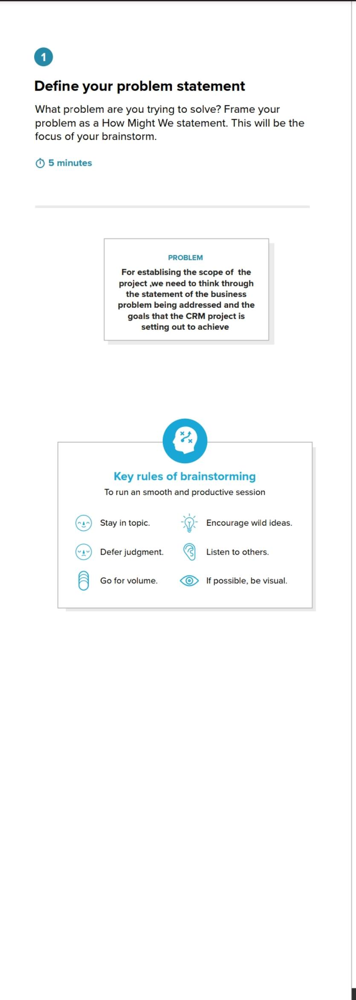 1
Define your problem statement
What problem are you trying to solve? Frame your
problem as a How Might We statement. This will be the
focus of your brainstorm.
5 minutes
PROBLEM
For establising the scope of  the
project ,we need to think through
the statement of the business
problem being addressed and the
goals that the CRM project is
setting out to achieve
Key rules of brainstorming
To run an smooth and productive session
Stay in topic.
Encourage wild ideas.
Defer judgment.
Listen to others.
Go for volume.
If possible, be visual.